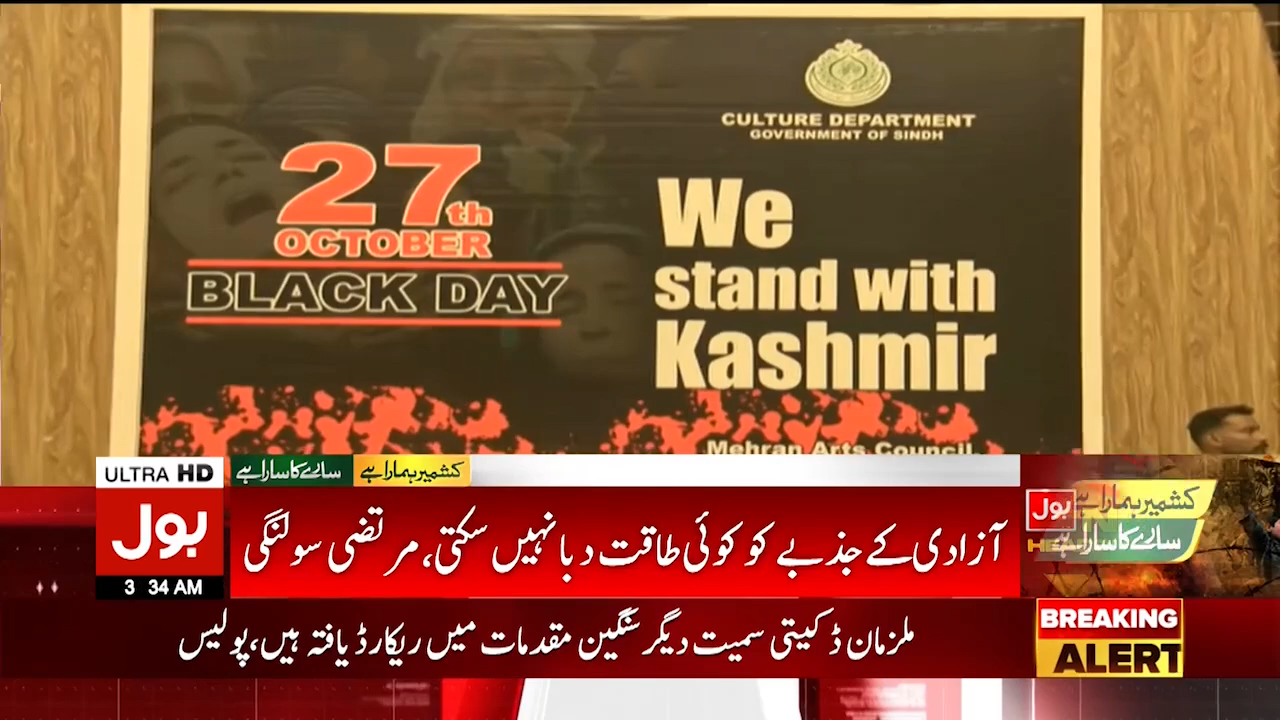 CULTURE DEPARTMENT
GOVERNMENT OF SINDH
27th
OCTOBER
BLACK DAY
We
stand with
Kashmir
Mehran Arts Council
ULTRA HD
سارے کا سارا ہے
کشمیر ہمارا ہے
بول
3 34 AM
آزادی کے جذبے کو کوئی طاقت دبا نہیں سکتی، مرتضی سولنگی
بول
کشمیر ہمارا ہے
سارے کا سارا ہے
ملزمان ڈکیتی سمیت دیگر سنگین مقدمات میں ریکارڈ یافتہ ہیں، پولیس
BREAKING
ALERT